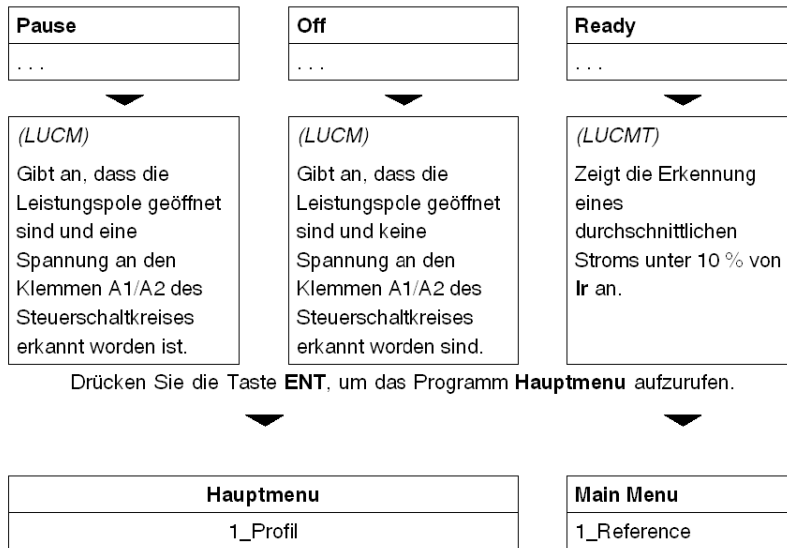 Pause
. . .
Off
. . .
Ready
. . .
(LUCM)
Gibt an, dass die
Leistungspole geöffnet
sind und eine
Spannung an den
Klemmen A1/A2 des
Steuerschaltkreises
erkannt worden ist.
(LUCM)
Gibt an, dass die
Leistungspole geöffnet
sind und keine
Spannung an den
Klemmen A1/A2 des
Steuerschaltkreises
erkannt worden sind.
(LUCMT)
Zeigt die Erkennung
eines
durchschnittlichen
Stroms unter 10 % von
Ir an.
Drücken Sie die Taste ENT, um das Programm Hauptmenu aufzurufen.
Hauptmenu
1_Profil
Main Menu
1_Reference